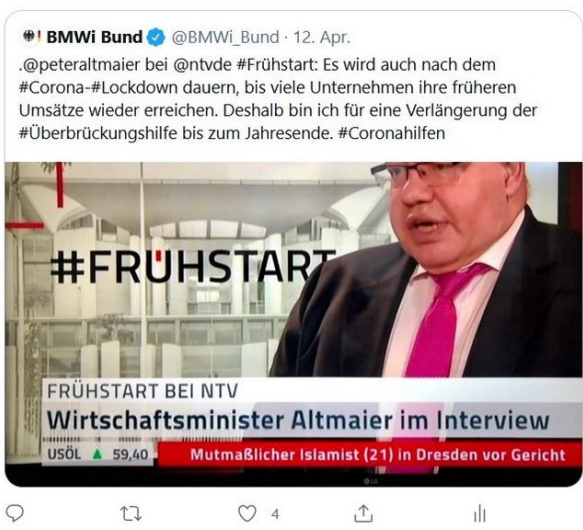 BMWi Bund @BMWi_Bund · 12. Apr.
.@peteraltmaier bei @ntvde #Frühstart: Es wird auch nach dem
#Corona-#Lockdown dauern, bis viele Unternehmen ihre früheren
Umsätze wieder erreichen. Deshalb bin ich für eine Verlängerung der
#Überbrückungshilfe bis zum Jahresende. #Coronahilfen
#FRÜHSTART
FRÜHSTART BEI NTV
Wirtschaftsminister Altmaier im Interview
USÖL ▲ 59,40 Mutmaßlicher Islamist (21) in Dresden vor Gericht
LG
4